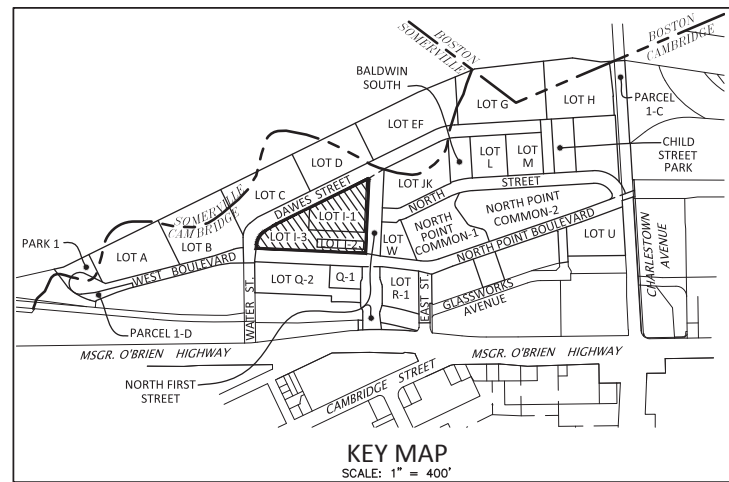 BOSTON
SOMERVILLE
BOSTON
CAMBRIDGE
BALDWIN
SOUTH
LOT G
LOT H
PARCEL
1-C
LOT EF
LOT
L
LOT
M
CHILD
STREET
PARK
LOT D
LOT JK
LOT C
DAWES STREET
NORTH
STREET
SOMERVILLE
CAMBRIDGE
LOT I-1
NORTH
POINT
COMMON-1
NORTH
POINT
COMMON-2
PARK 1
LOT B
LOT I-3
LOT I-2
LOT
W
NORTH POINT BOULEVARD
LOT U
LOT A
WEST BOULEVARD
CHARLESTOWN
AVENUE
WATER ST.
LOT Q-2
Q-1
LOT
R-1
EAST ST.
GLASSWORKS
AVENUE
PARCEL 1-D
MSGR. O'BRIEN HIGHWAY
MSGR. O'BRIEN HIGHWAY
NORTH FIRST
STREET
CAMBRIDGE STREET
KEY MAP
SCALE: 1" = 400'